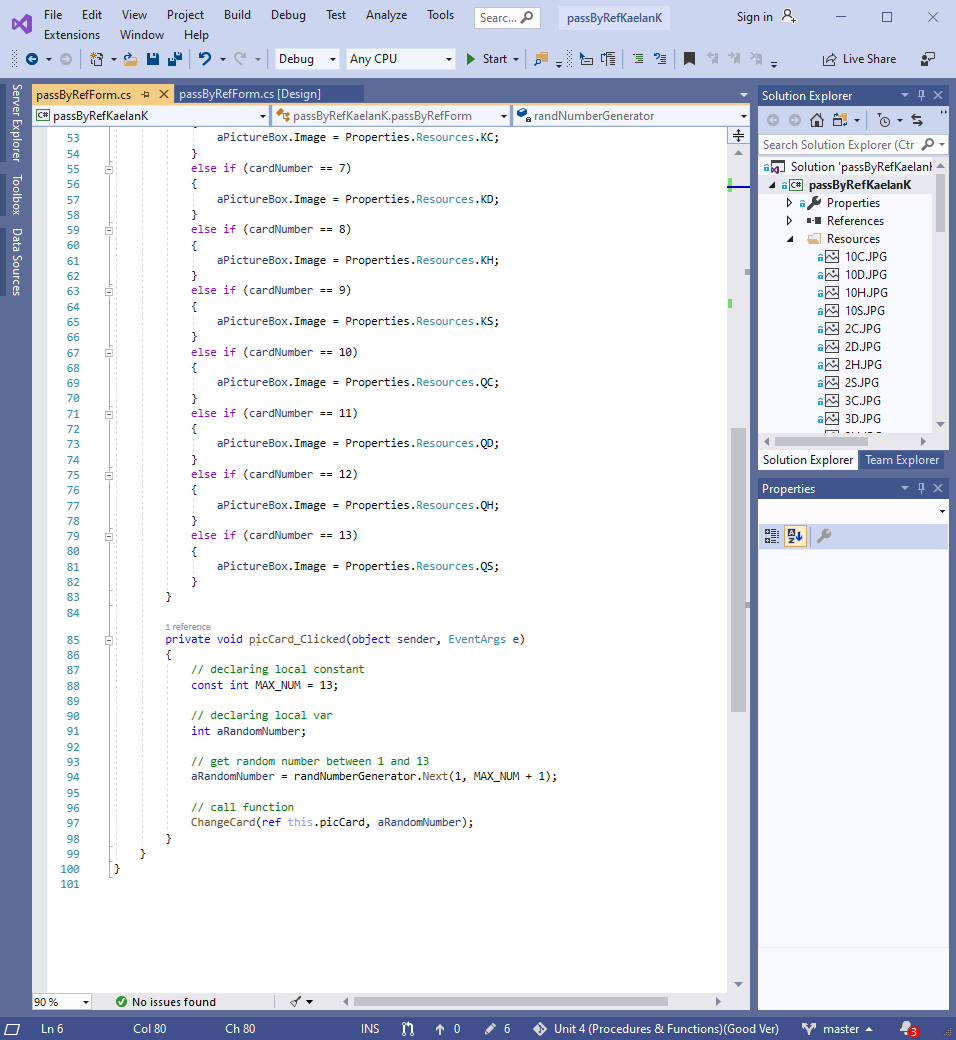 File Edit View Project Build Debug Test Analyze Tools Searc... passByRefKaelanK Sign in
Extensions Window Help
Debug Any CPU Start Live Share
Server Explorer
Toolbox
Data Sources
passByRefForm.cs passByRefForm.cs [Design]
C# passByRefKaelanK passByRefKaelanK.passByRefForm randNumberGenerator
53 aPictureBox.Image = Properties.Resources.KC;
54 }
55 else if (cardNumber == 7)
56 {
57 aPictureBox.Image = Properties.Resources.KD;
58 }
59 else if (cardNumber == 8)
60 {
61 aPictureBox.Image = Properties.Resources.KH;
62 }
63 else if (cardNumber == 9)
64 {
65 aPictureBox.Image = Properties.Resources.KS;
66 }
67 else if (cardNumber == 10)
68 {
69 aPictureBox.Image = Properties.Resources.QC;
70 }
71 else if (cardNumber == 11)
72 {
73 aPictureBox.Image = Properties.Resources.QD;
74 }
75 else if (cardNumber == 12)
76 {
77 aPictureBox.Image = Properties.Resources.QH;
78 }
79 else if (cardNumber == 13)
80 {
81 aPictureBox.Image = Properties.Resources.QS;
82 }
83 }
84
1 reference
85 private void picCard_Clicked(object sender, EventArgs e)
86 {
87 // declaring local constant
88 const int MAX_NUM = 13;
89
90 // declaring local var
91 int aRandomNumber;
92
93 // get random number between 1 and 13
94 aRandomNumber = randNumberGenerator.Next(1, MAX_NUM + 1);
95
96 // call function
97 ChangeCard(ref this.picCard, aRandomNumber);
98 }
99 }
100 }
101
90 % No issues found
Solution Explorer
Search Solution Explorer (Ctr
Solution 'passByRefKaelanK
C# passByRefKaelanK
Properties
References
Resources
10C.JPG
10D.JPG
10H.JPG
10S.JPG
2C.JPG
2D.JPG
2H.JPG
2S.JPG
3C.JPG
3D.JPG
Solution Explorer Team Explorer
Properties
Ln 6 Col 80 Ch 80 INS 0 6 Unit 4 (Procedures & Functions)(Good Ver) master 3